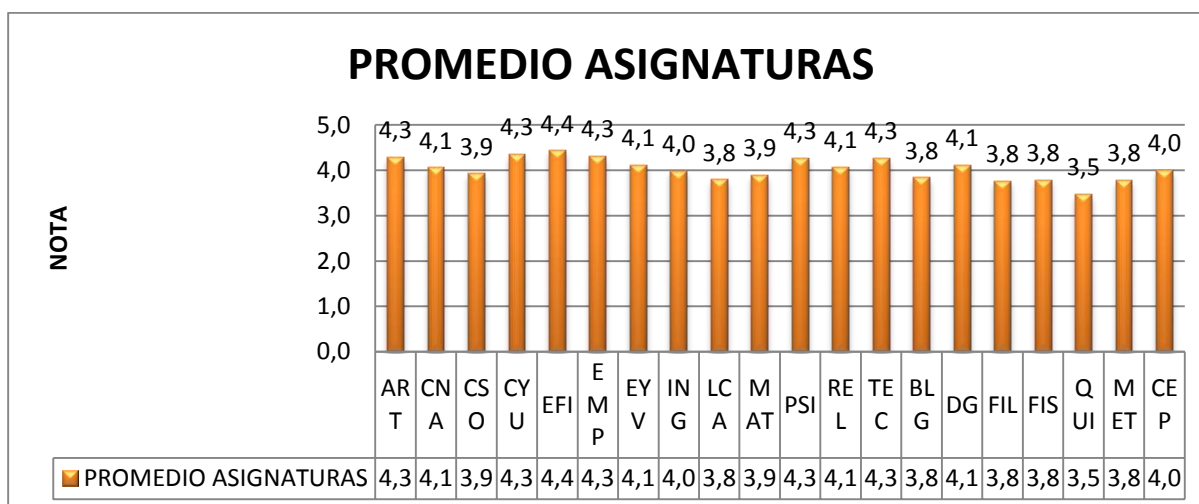 PROMEDIO ASIGNATURAS
NOTA
5,0
4,0
3,0
2,0
1,0
0,0
4,3 4,1 3,9 4,3 4,4 4,3 4,1 4,0 3,8 3,9 4,3 4,1 4,3 3,8 4,1 3,8 3,8 3,5 3,8 4,0
ART CNA CSO CYU EFI EMP EYV ING LCA MAT PSI REL TEC BLG DG FIL FIS QUI MET CEP
PROMEDIO ASIGNATURAS 4,3 4,1 3,9 4,3 4,4 4,3 4,1 4,0 3,8 3,9 4,3 4,1 4,3 3,8 4,1 3,8 3,8 3,5 3,8 4,0